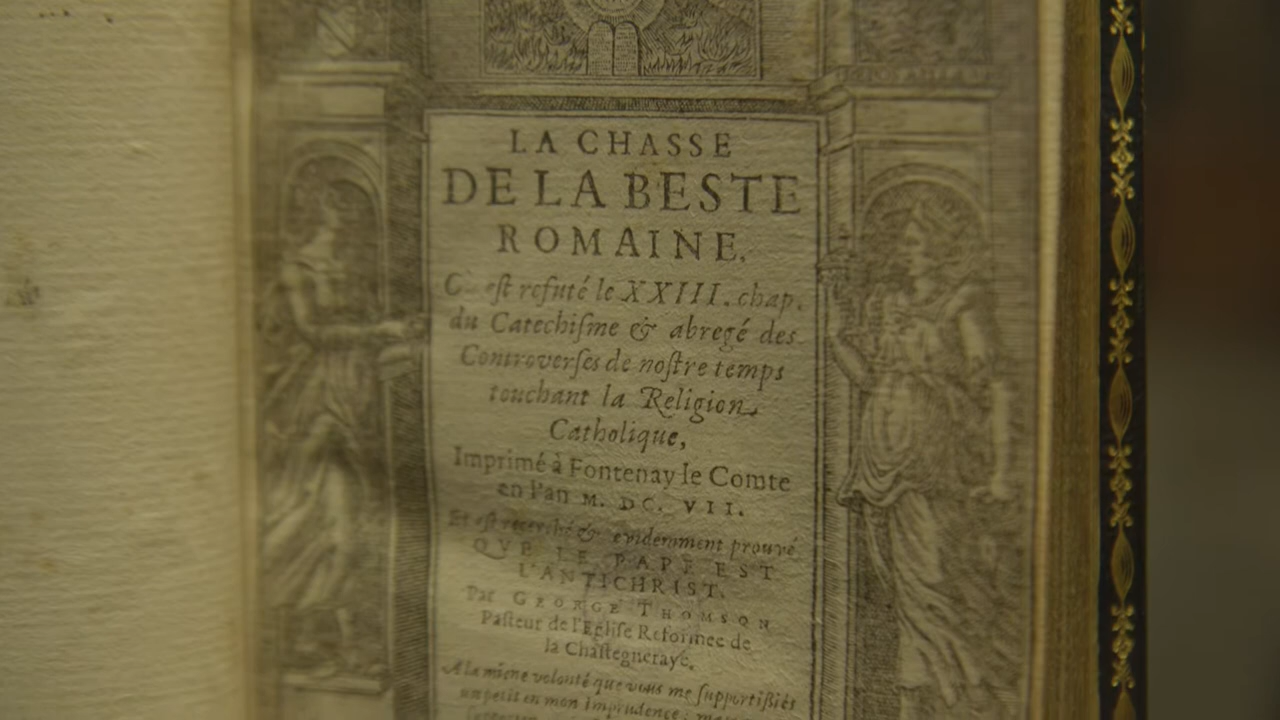 LA CHASSE
DE LA BESTE
ROMAINE,
est refuté le XXIII. chap.
du Catechiſme & abregé des
Controverſes de noſtre temps
touchant la Religion
Catholique,
Imprimé à Fontenay le Comte
en l'an M. DC. VII.
Et eſt recerché & evidemment prouvé
QVE LE PAPE EST
L'ANTICHRIST.
Par GEORGE THOMSON
Paſteur de l'Egliſe Reformee de
la Chaſtegneraye.
A la mienne volonté que vous me ſupportiſſiés
un petit en mon imprudence: